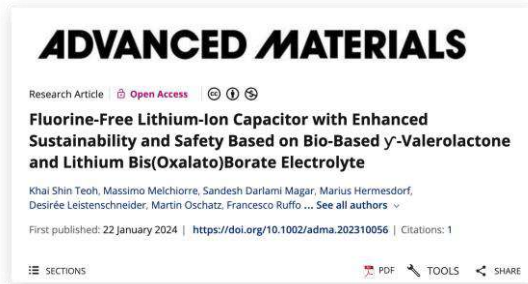 ADVANCED MATERIALS
Research Article Open Access
Fluorine-Free Lithium-Ion Capacitor with Enhanced
Sustainability and Safety Based on Bio-Based ƴ-Valerolactone
and Lithium Bis(Oxalato)Borate Electrolyte
Khai Shin Teoh, Massimo Melchiorre, Sandesh Darlami Magar, Marius Hermesdorf,
Desirée Leistenschneider, Martin Oschatz, Francesco Ruffo ... See all authors
First published: 22 January 2024 | https://doi.org/10.1002/adma.202310056 | Citations: 1
SECTIONS PDF TOOLS SHARE